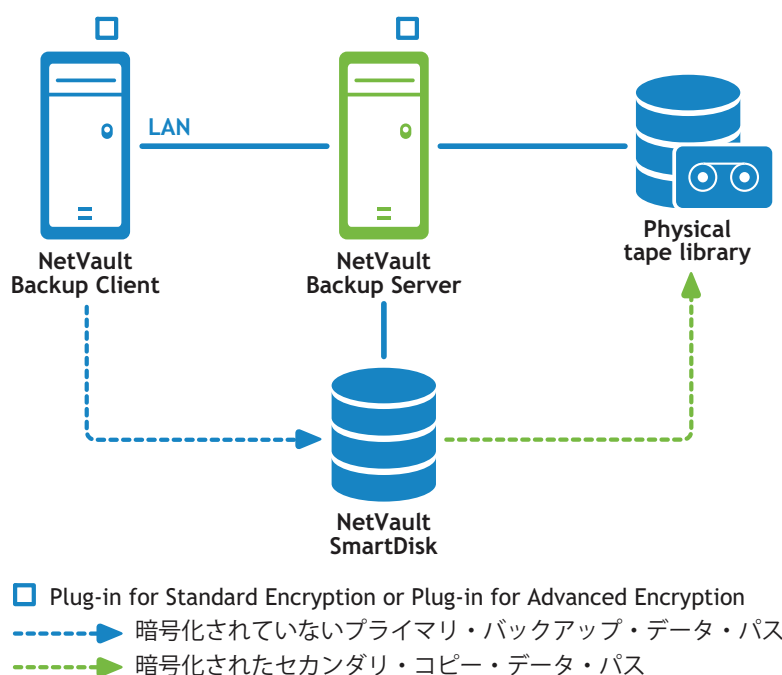 LAN
NetVault
Backup Client
NetVault
Backup Server
Physical
tape library
NetVault
SmartDisk
Plug-in for Standard Encryption or Plug-in for Advanced Encryption
暗号化されていないプライマリ・バックアップ・データ・パス
暗号化されたセカンダリ・コピー・データ・パス